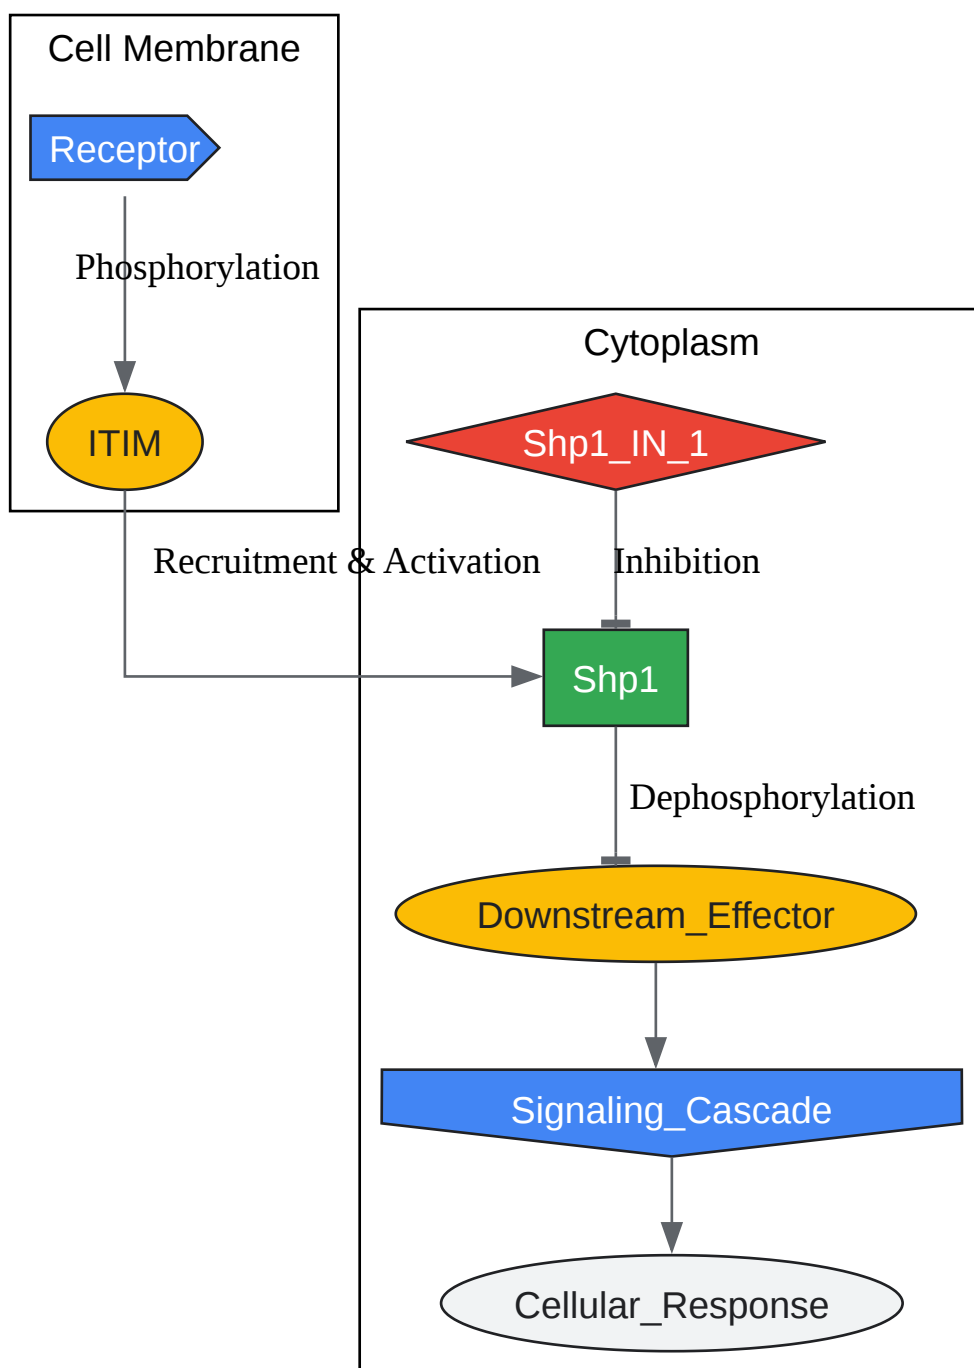 Cell Membrane
Receptor
Phosphorylation
Cytoplasm
ITIM
Shp1_IN_1
Recruitment & Activation
Inhibition
Shp1
Dephosphorylation
Downstream_Effector
Signaling_Cascade
Cellular_Response